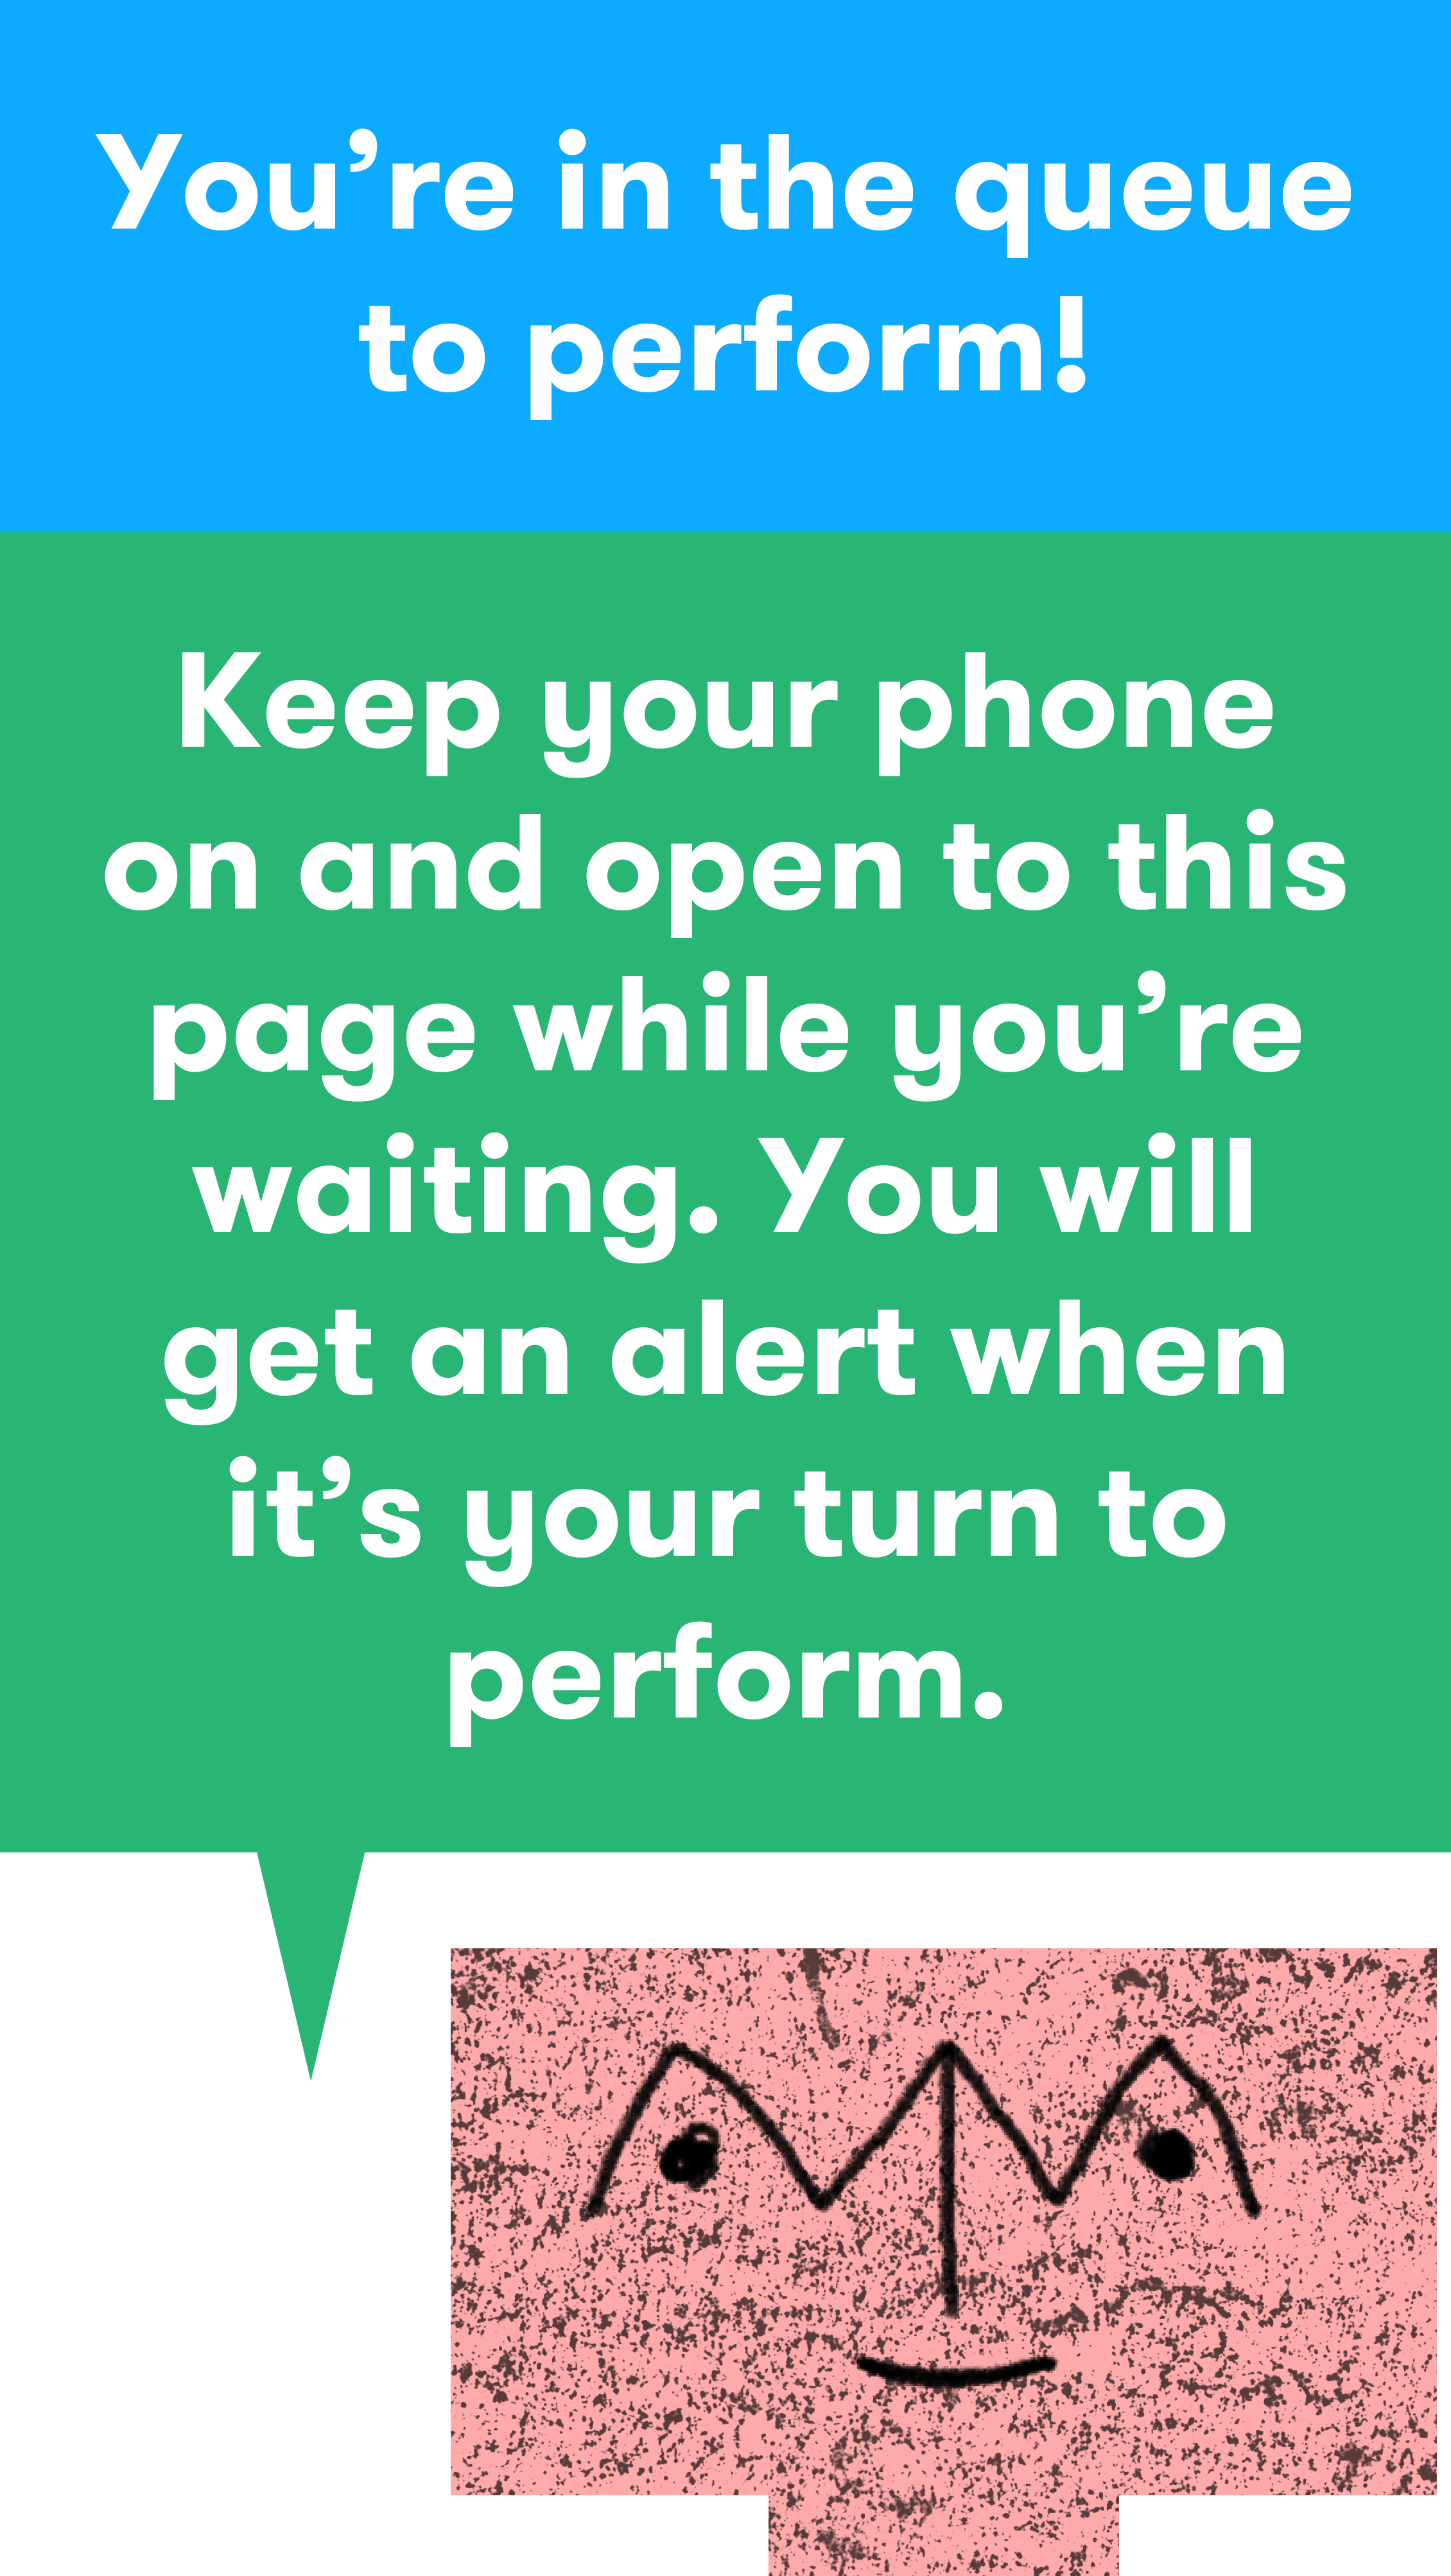 You’re in the queue
to perform!
Keep your phone
on and open to this
page while you’re
waiting. You will
get an alert when
it’s your turn to
perform.